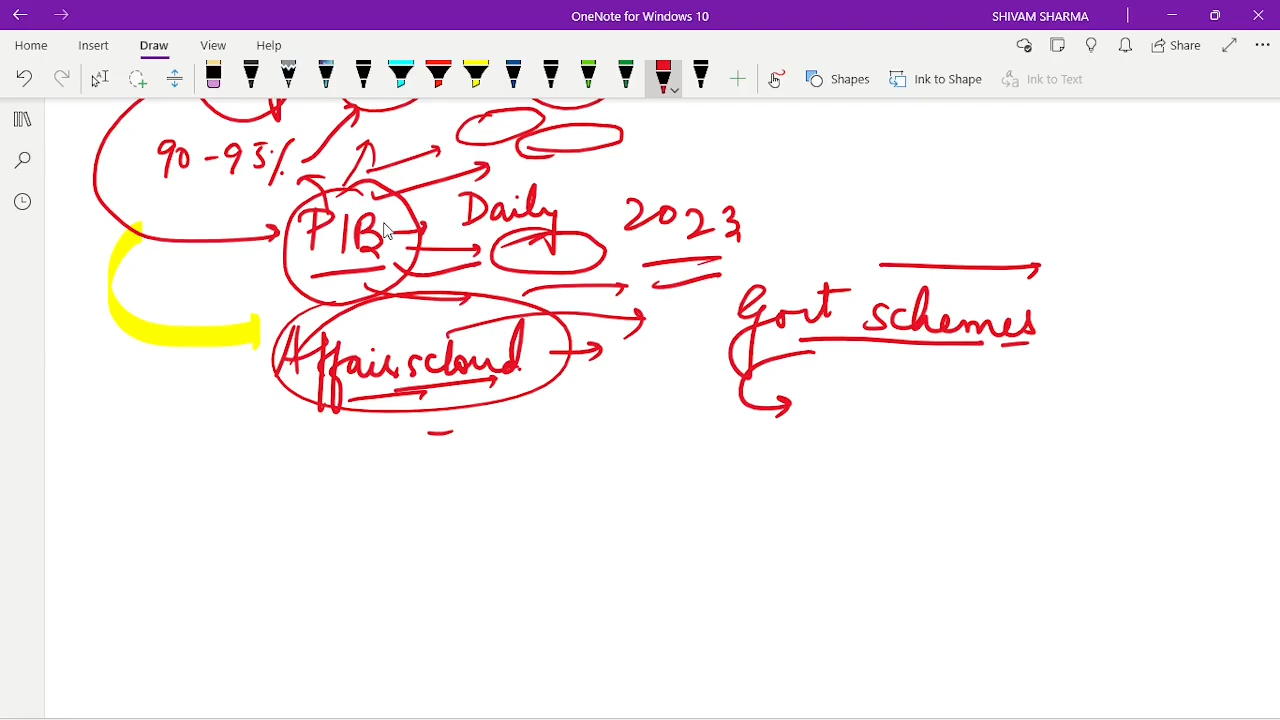 OneNote for Windows 10
SHIVAM SHARMA
Home Insert Draw View Help
Share
Shapes
Ink to Shape
Ink to Text
90-95%
PIB
Daily
2023
Govt schemes
Affairscloud